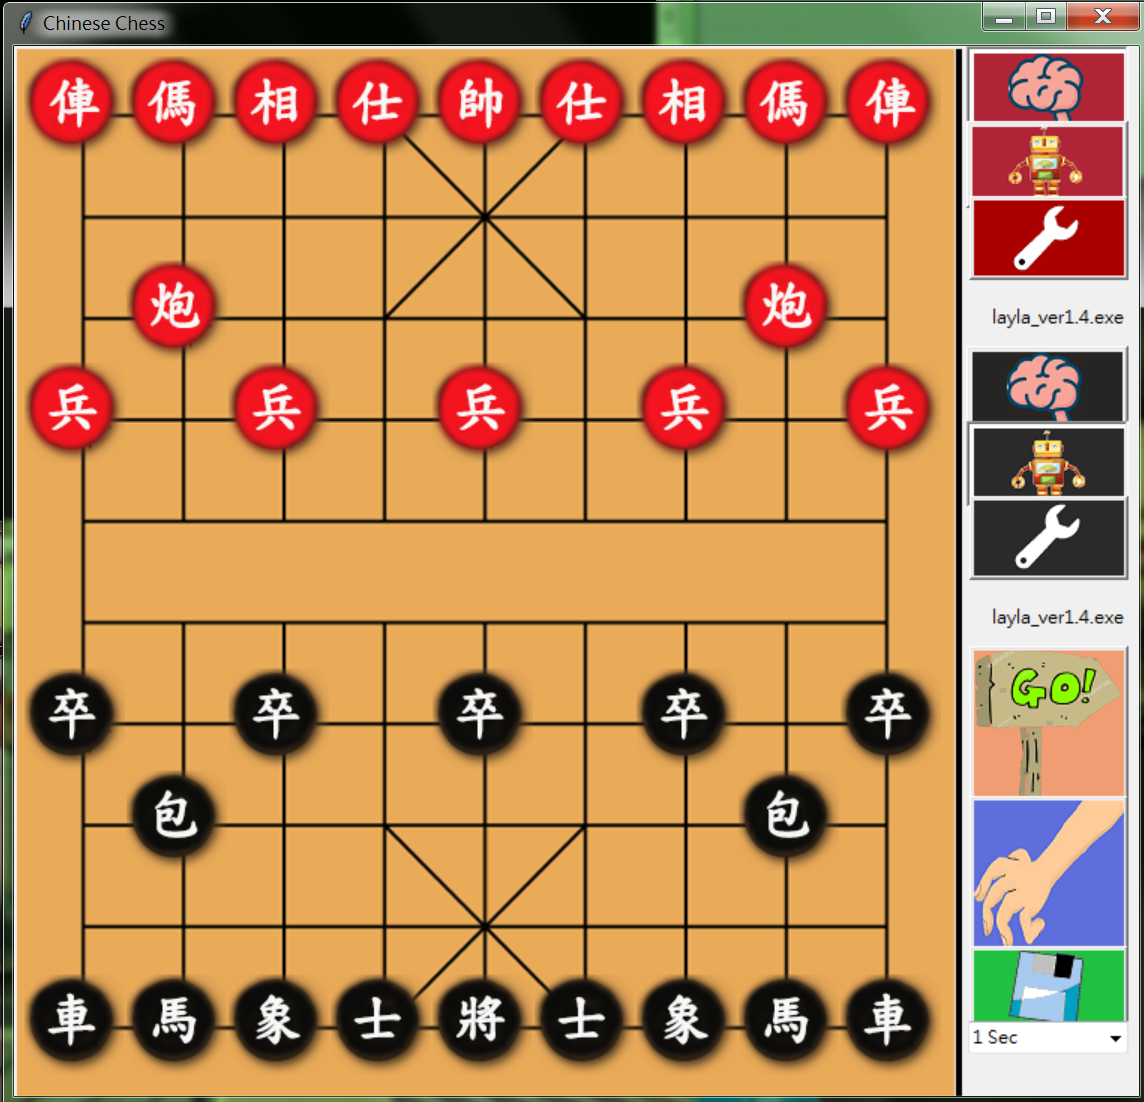 Chinese Chess
俥 傌 相 仕 帥 仕 相 傌 俥
炮 炮
layla_ver1.4.exe
兵 兵 兵 兵 兵
layla_ver1.4.exe
GO!
卒 卒 卒 卒 卒
包 包
車 馬 象 士 將 士 象 馬 車
1 Sec